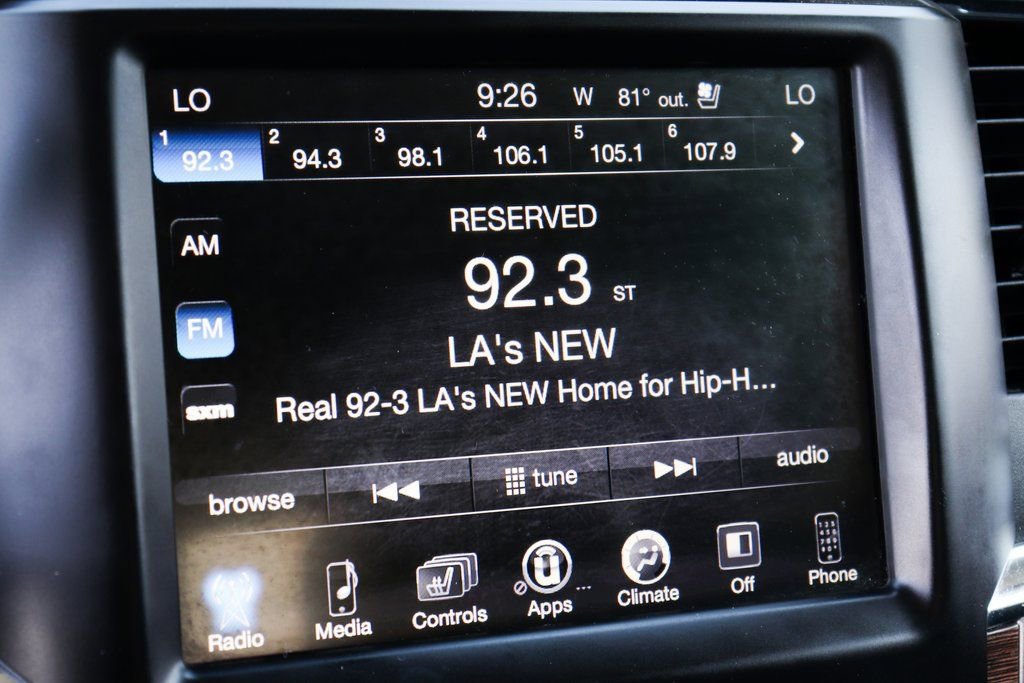 LO 9:26 W 81° out. LO
1 92.3 2 94.3 3 98.1 4 106.1 5 105.1 6 107.9
RESERVED
AM
92.3 ST
FM
LA's NEW
Real 92-3 LA's NEW Home for Hip-H...
sxm
browse tune audio
Radio Media Controls Apps Climate Off Phone